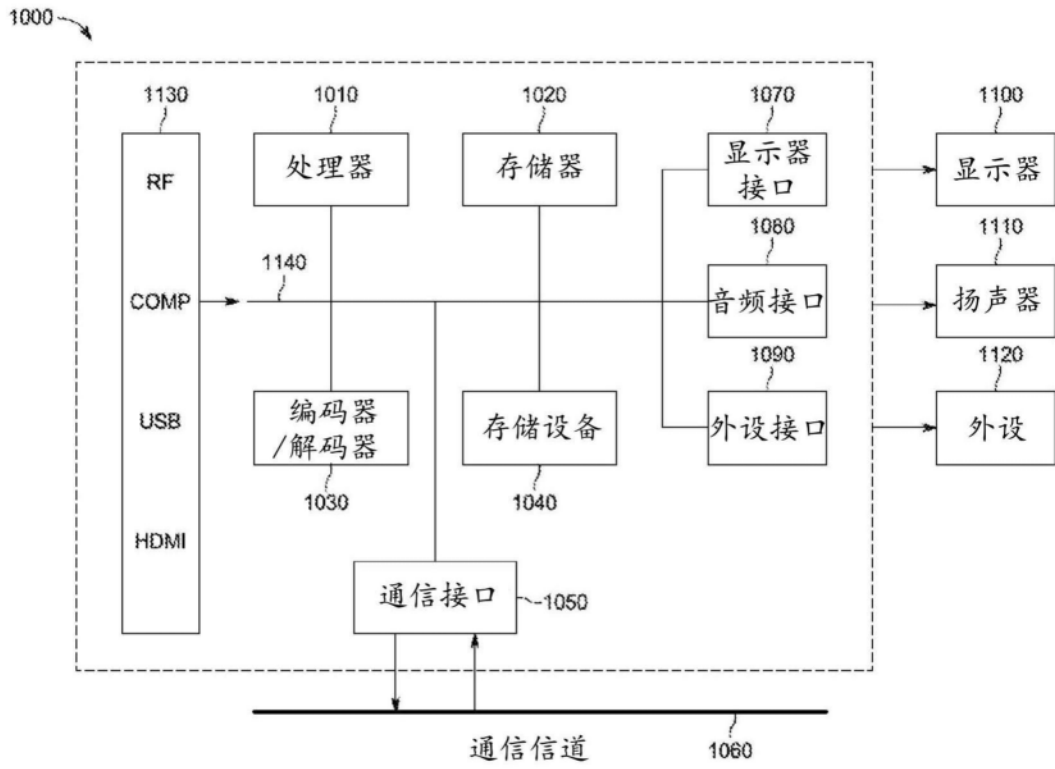 1000
1130
1010
1020
1070
1100
RF
处理器
存储器
显示器
接口
显示器
1140
1080
1110
COMP
音频接口
扬声器
1090
1120
USB
编码器
/解码器
存储设备
外设接口
外设
1030
1040
HDMI
通信接口
1050
通信信道
1060